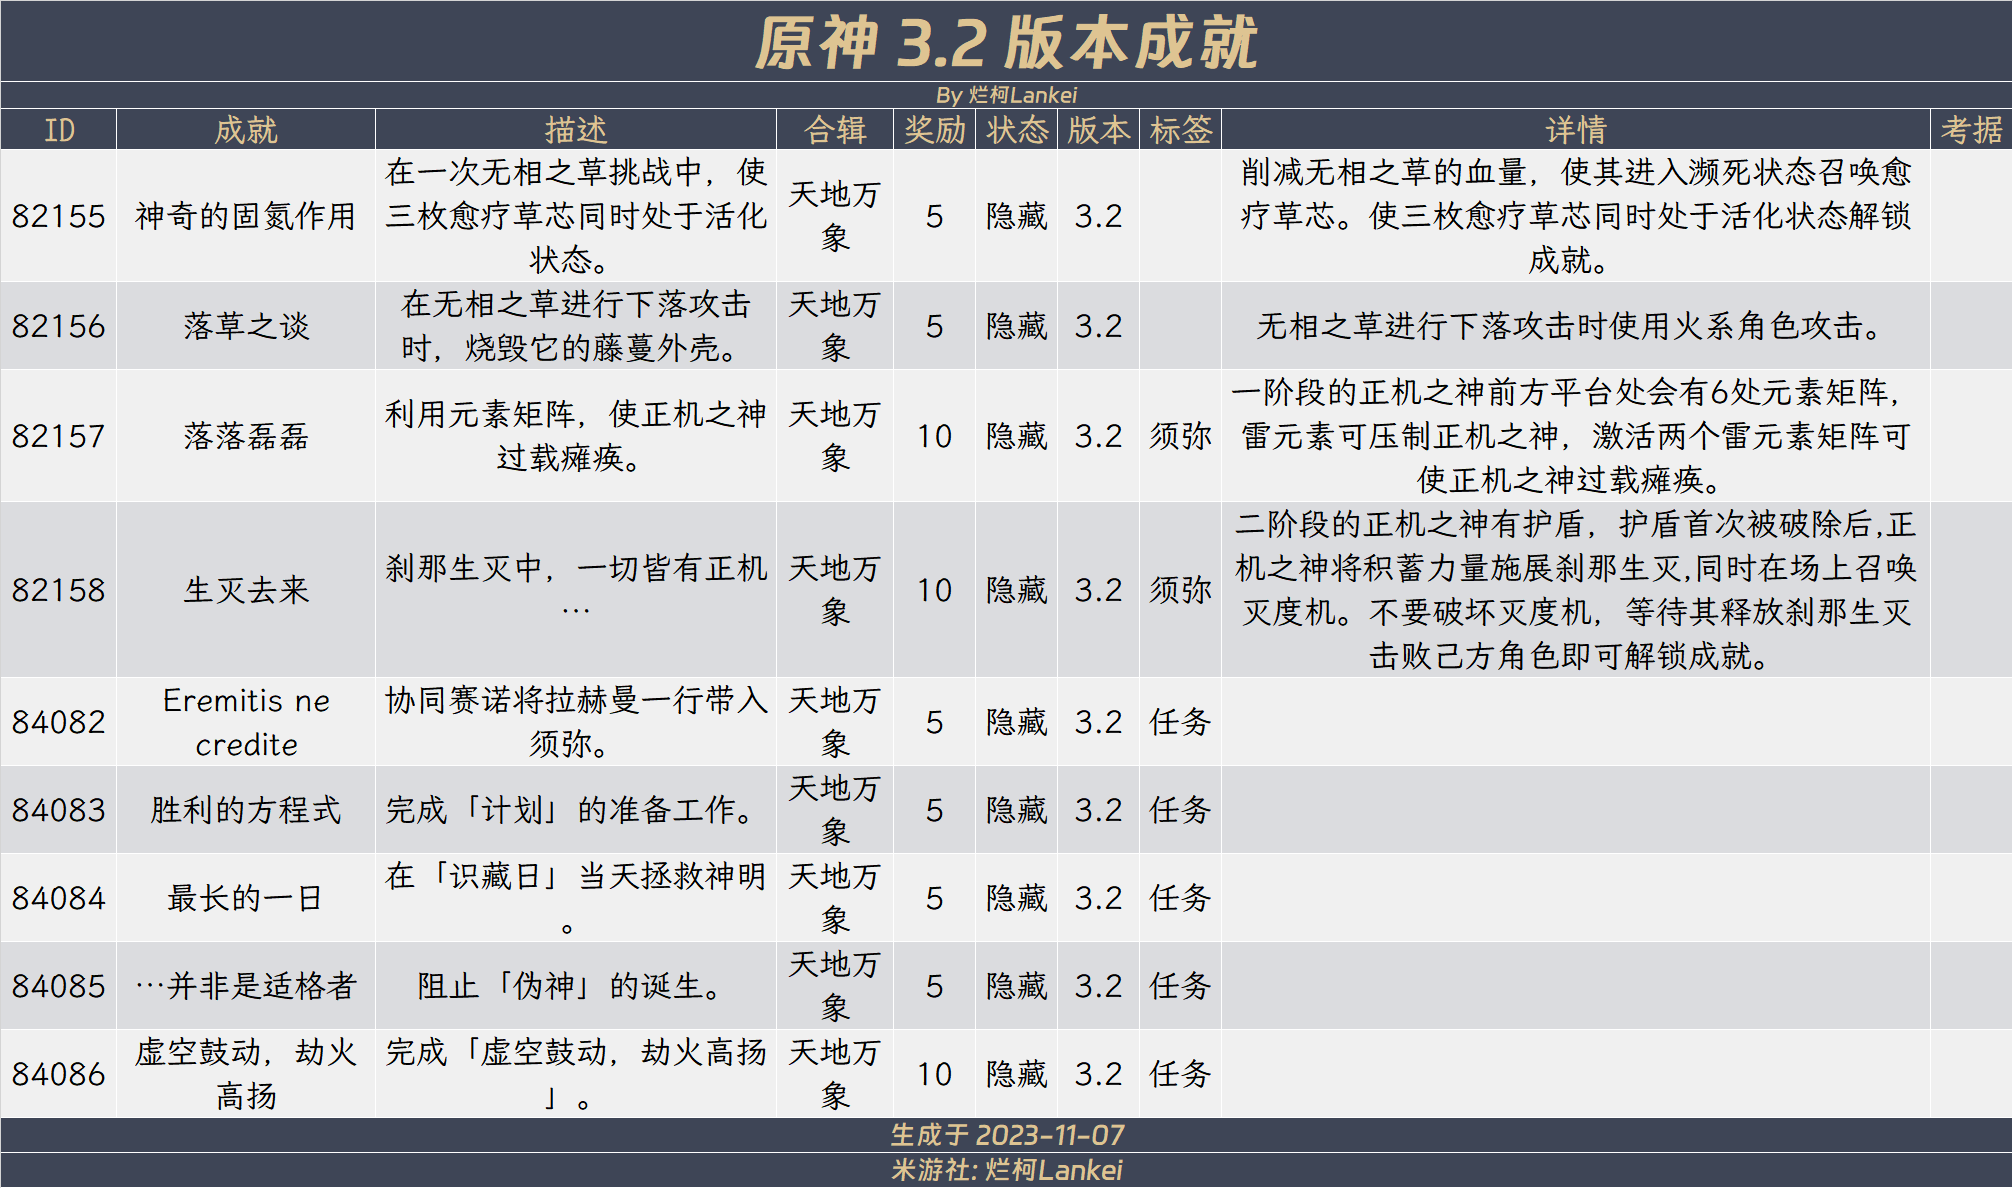 原神 3.2 版本成就
By 烂柯Lankei
ID 成就 描述 合辑 奖励 状态 版本 标签 详情 考据
82155 神奇的固氮作用 在一次无相之草挑战中，使三枚愈疗草芯同时处于活化状态。 天地万象 5 隐藏 3.2 削减无相之草的血量，使其进入濒死状态召唤愈疗草芯。使三枚愈疗草芯同时处于活化状态解锁成就。
82156 落草之谈 在无相之草进行下落攻击时，烧毁它的藤蔓外壳。 天地万象 5 隐藏 3.2 无相之草进行下落攻击时使用火系角色攻击。
82157 落落磊磊 利用元素矩阵，使正机之神过载瘫痪。 天地万象 10 隐藏 3.2 须弥 一阶段的正机之神前方平台处会有6处元素矩阵，雷元素可压制正机之神，激活两个雷元素矩阵可使正机之神过载瘫痪。
82158 生灭去来 刹那生灭中，一切皆有正机… 天地万象 10 隐藏 3.2 须弥 二阶段的正机之神有护盾，护盾首次被破除后,正机之神将积蓄力量施展刹那生灭,同时在场上召唤灭度机。不要破坏灭度机，等待其释放刹那生灭击败己方角色即可解锁成就。
84082 Eremitis ne credite 协同赛诺将拉赫曼一行带入须弥。 天地万象 5 隐藏 3.2 任务
84083 胜利的方程式 完成「计划」的准备工作。 天地万象 5 隐藏 3.2 任务
84084 最长的一日 在「识藏日」当天拯救神明。 天地万象 5 隐藏 3.2 任务
84085 …并非是适格者 阻止「伪神」的诞生。 天地万象 5 隐藏 3.2 任务
84086 虚空鼓动，劫火高扬 完成「虚空鼓动，劫火高扬」。 天地万象 10 隐藏 3.2 任务
生成于 2023-11-07
米游社: 烂柯Lankei